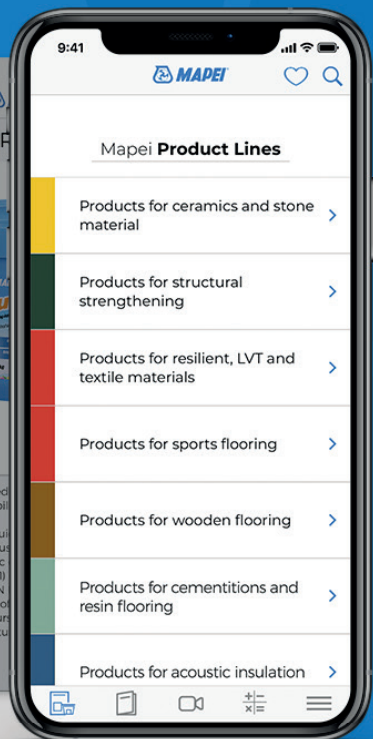 9:41
MAPEI
Mapei Product Lines
Products for ceramics and stone
material
Products for structural
strengthening
Products for resilient, LVT and
textile materials
Products for sports flooring
Products for wooden flooring
Products for cementitions and
resin flooring
Products for acoustic insulation